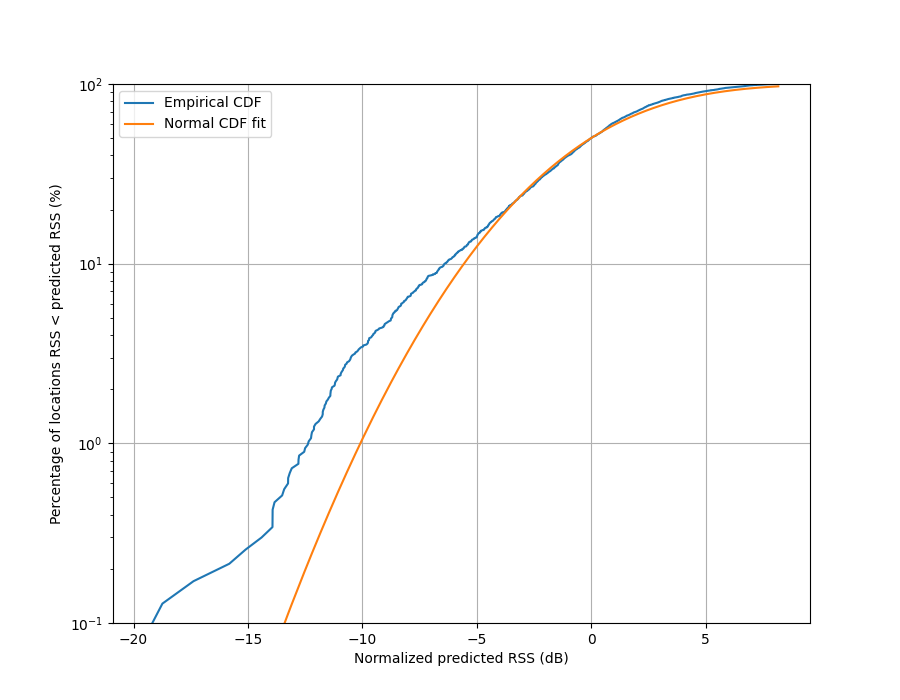 Empirical CDF
Normal CDF fit
Percentage of locations RSS < predicted RSS (%)
10²
10¹
10⁰
10⁻¹
−20
−15
−10
−5
0
5
Normalized predicted RSS (dB)